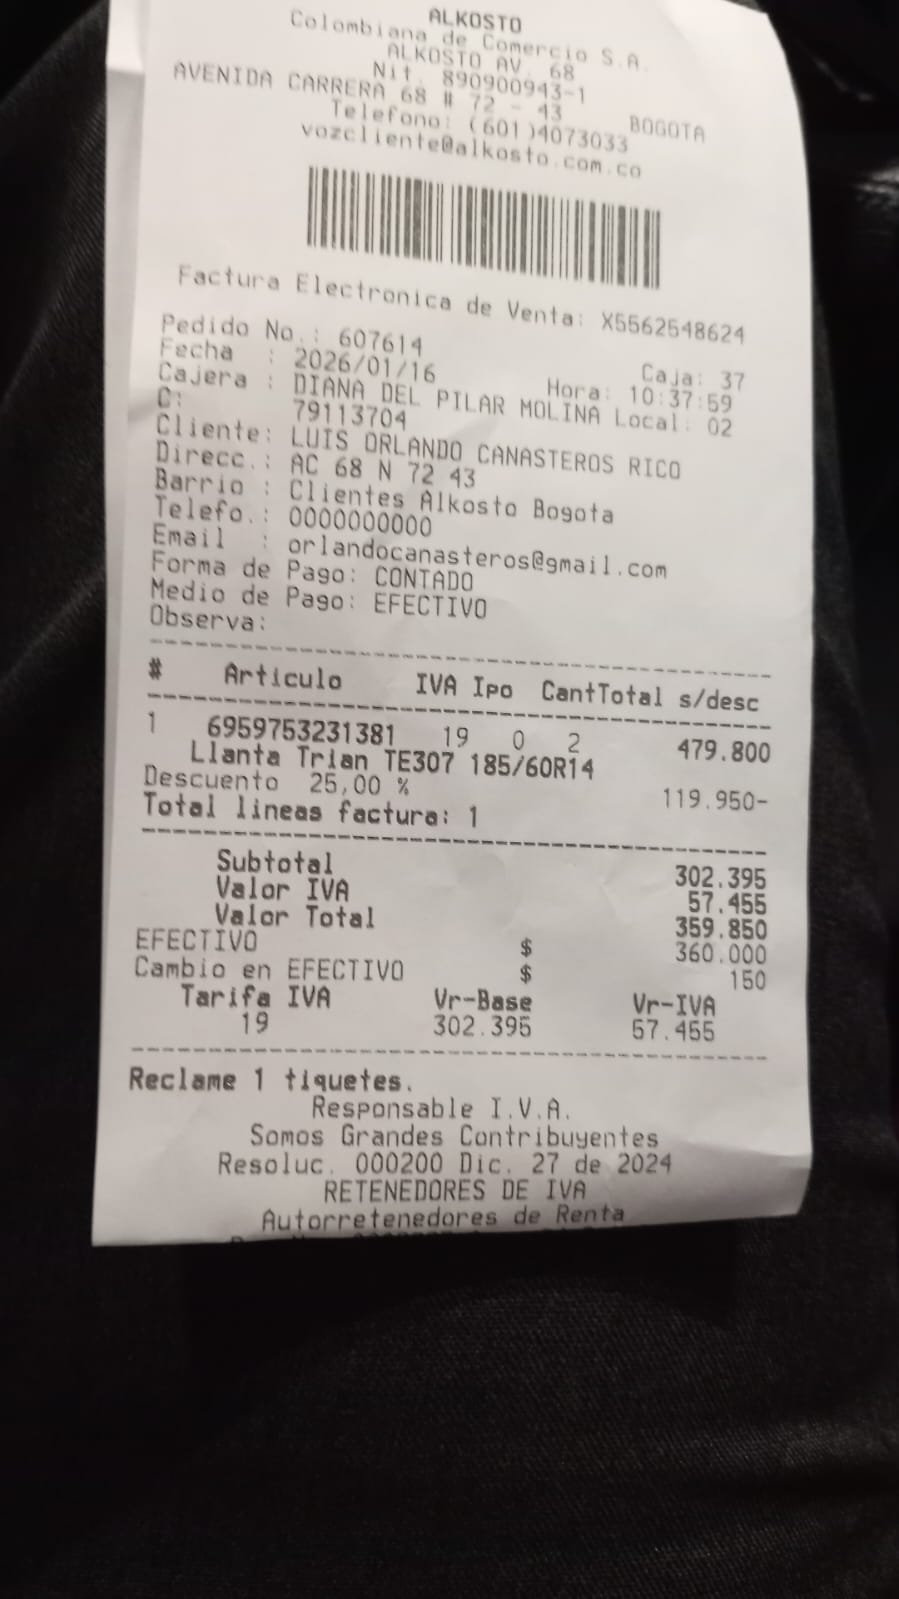 ALKOSTO
Colombiana de Comercio S.A.
ALKOSTO AV. 68
Nit. 890900943-1
AVENIDA CARRERA 68 # 72 - 43 BOGOTA
Telefono: (601)4073033
vozcliente@alkosto.com.co
Factura Electronica de Venta: X5562548624
Pedido No.: 607614 Caja: 37
Fecha : 2026/01/16 Hora: 10:37:59
Cajera : DIANA DEL PILAR MOLINA Local: 02
C: 79113704
Cliente: LUIS ORLANDO CANASTEROS RICO
Direcc.: AC 68 N 72 43
Barrio : Clientes Alkosto Bogota
Telefo.: 0000000000
Email : orlandocanasteros@gmail.com
Forma de Pago: CONTADO
Medio de Pago: EFECTIVO
Observa:
# Articulo IVA Ipo CantTotal s/desc
1 6959753231381 19 0 2 479.800
Llanta Trian TE307 185/60R14
Descuento 25,00 % 119.950-
Total lineas factura: 1
Subtotal 302.395
Valor IVA 57.455
Valor Total 359.850
EFECTIVO $ 360.000
Cambio en EFECTIVO $ 150
Tarifa IVA Vr-Base Vr-IVA
19 302.395 57.455
Reclame 1 tiquetes.
Responsable I.V.A.
Somos Grandes Contribuyentes
Resoluc. 000200 Dic. 27 de 2024
RETENEDORES DE IVA
Autorretenedores de Renta